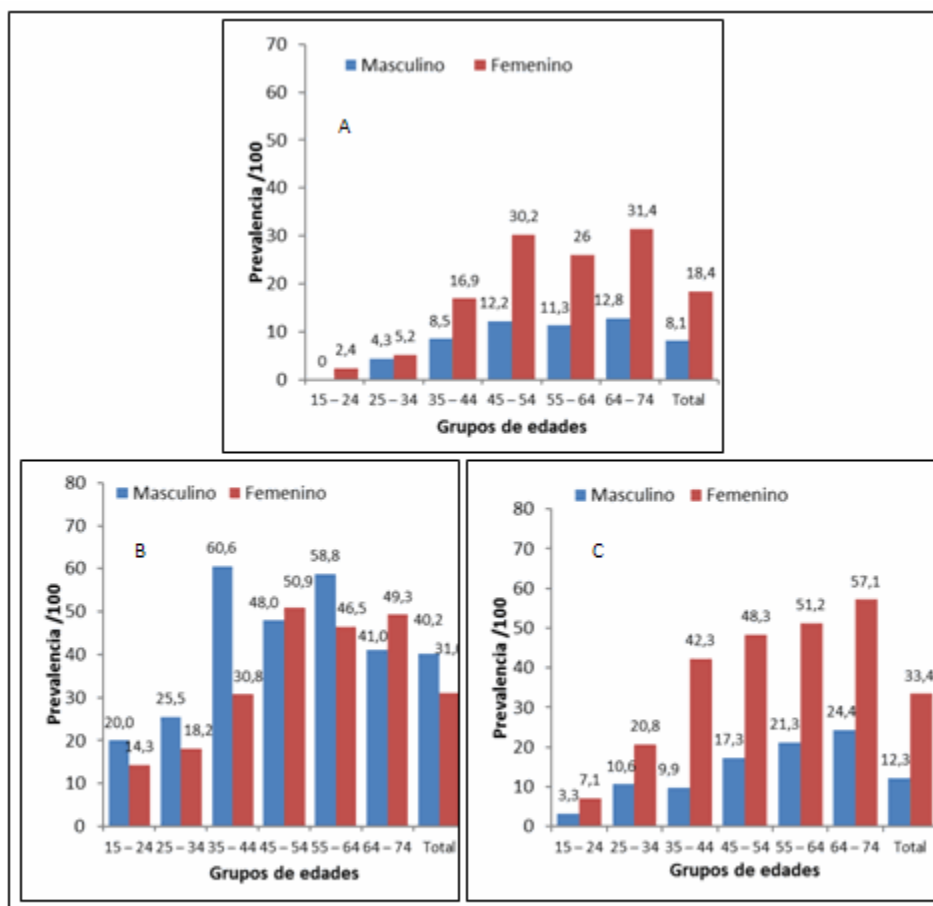 70
60
50
40
30
20
10
0
Prevalencia /100
Masculino Femenino
A
0 2,4 4,3 5,2 8,5 16,9 12,2 30,2 11,3 26 12,8 31,4 8,1 18,4
15 – 24 25 – 34 35 – 44 45 – 54 55 – 64 64 – 74 Total
Grupos de edades
80
70
60
50
40
30
20
10
0
Prevalencia /100
Masculino Femenino
B
20,0 14,3 25,5 18,2 60,6 30,8 48,0 50,9 58,8 46,5 41,0 49,3 40,2
15 – 24 25 – 34 35 – 44 45 – 54 55 – 64 64 – 74 Total
Grupos de edades
80
70
60
50
40
30
20
10
0
Prevalencia /100
Masculino Femenino
C
3,3 7,1 10,6 20,8 9,9 42,3 17,3 48,3 21,3 51,2 24,4 57,1 12,3 33,4
15 – 24 25 – 34 35 – 44 45 – 54 55 – 64 64 – 74 Total
Grupos de edades